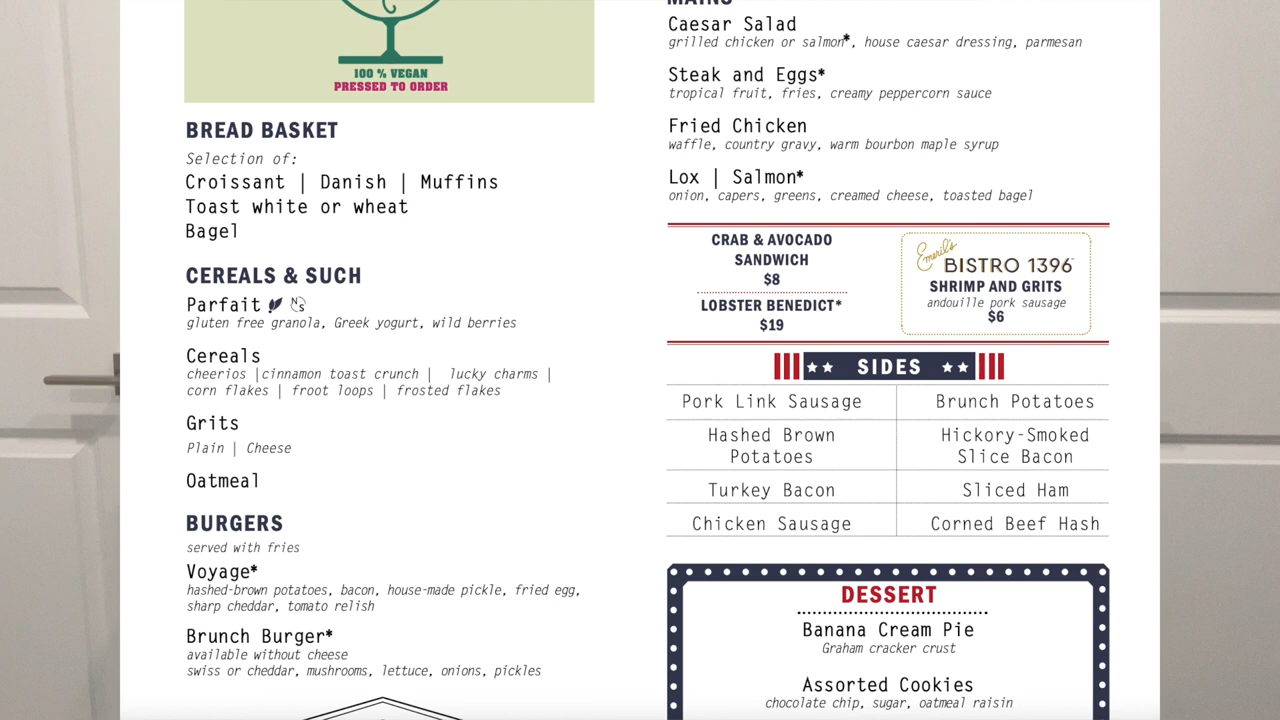 100 % VEGAN
PRESSED TO ORDER
BREAD BASKET
Selection of:
Croissant | Danish | Muffins
Toast white or wheat
Bagel
CEREALS & SUCH
Parfait NS
gluten free granola, Greek yogurt, wild berries
Cereals
cheerios |cinnamon toast crunch | lucky charms |
corn flakes | froot loops | frosted flakes
Grits
Plain | Cheese
Oatmeal
BURGERS
served with fries
Voyage*
hashed-brown potatoes, bacon, house-made pickle, fried egg,
sharp cheddar, tomato relish
Brunch Burger*
available without cheese
swiss or cheddar, mushrooms, lettuce, onions, pickles
MAINS
Caesar Salad
grilled chicken or salmon*, house caesar dressing, parmesan
Steak and Eggs*
tropical fruit, fries, creamy peppercorn sauce
Fried Chicken
waffle, country gravy, warm bourbon maple syrup
Lox | Salmon*
onion, capers, greens, creamed cheese, toasted bagel
CRAB & AVOCADO
SANDWICH
$8
LOBSTER BENEDICT*
$19
Emeril's
BISTRO 1396
SHRIMP AND GRITS
andouille pork sausage
$6
SIDES
Pork Link Sausage
Brunch Potatoes
Hashed Brown
Potatoes
Hickory-Smoked
Slice Bacon
Turkey Bacon
Sliced Ham
Chicken Sausage
Corned Beef Hash
DESSERT
Banana Cream Pie
Graham cracker crust
Assorted Cookies
chocolate chip, sugar, oatmeal raisin